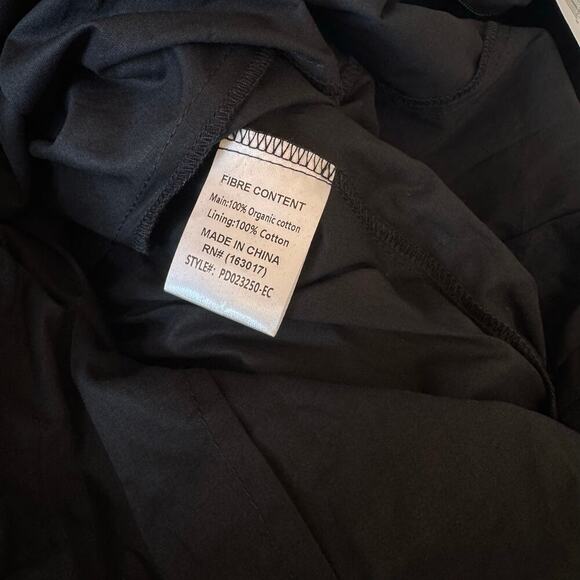 FIBRE CONTENT
Main:100% Organic cotton
Lining:100% Cotton
MADE IN CHINA
RN# (163017)
STYLE#: PD023250-EC